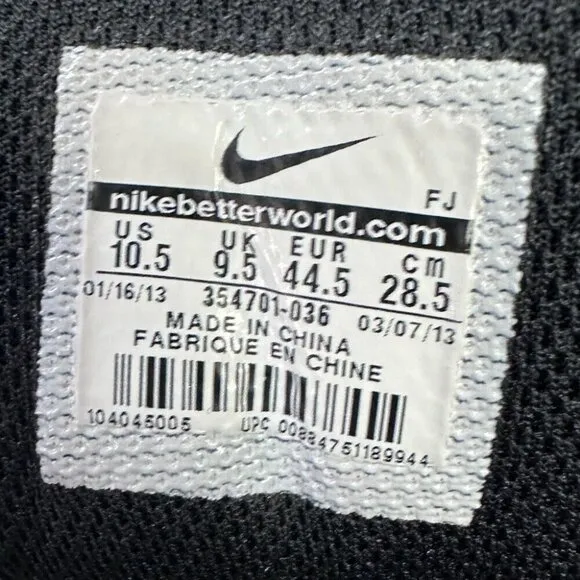 FJ
nikebetterworld.com
US UK EUR cm
10.5 9.5 44.5 28.5
01/16/13 354701-036 03/07/13
MADE IN CHINA
FABRIQUE EN CHINE
104045005 UPC 00884751189944